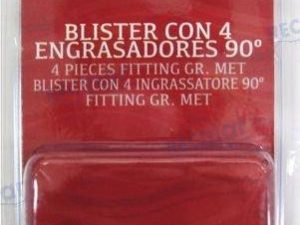 BLISTER CON 4
ENGRASADORES 90º
4 PIECES FITTING GR. MET
BLISTER CON 4 INGRASSATORE 90º
FITTING GR. MET